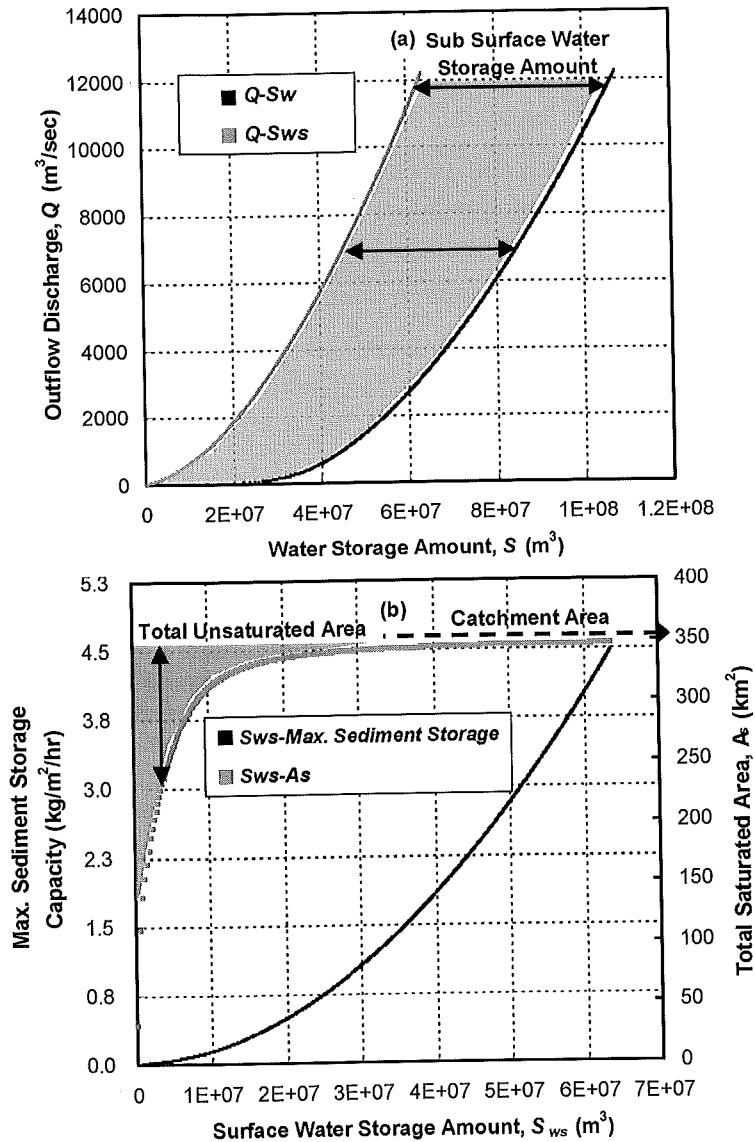 14000
12000
10000
8000
6000
4000
2000
0
Outflow Discharge, Q (m³/sec)
(a) Sub Surface Water
Storage Amount
Q-Sw
Q-Sws
0 2E+07 4E+07 6E+07 8E+07 1E+08 1.2E+08
Water Storage Amount, S (m³)
5.3
4.5
3.8
3.0
2.3
1.5
0.8
0.0
Max. Sediment Storage
Capacity (kg/m²/hr)
(b)
Total Unsaturated Area
Catchment Area
Sws-Max. Sediment Storage
Sws-As
400
350
300
250
200
150
100
50
0
Total Saturated Area, As (km²)
0 1E+07 2E+07 3E+07 4E+07 5E+07 6E+07 7E+07
Surface Water Storage Amount, S ws (m³)